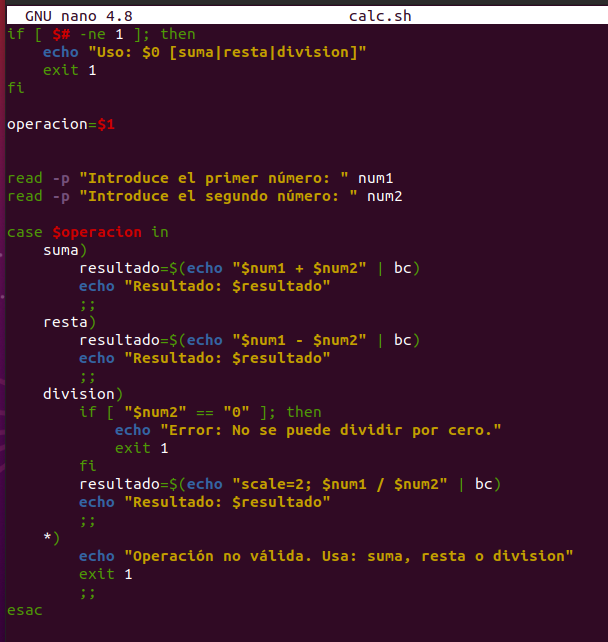 GNU nano 4.8 calc.sh
if [ $# -ne 1 ]; then
    echo "Uso: $0 [suma|resta|division]"
    exit 1
fi

operacion=$1


read -p "Introduce el primer número: " num1
read -p "Introduce el segundo número: " num2

case $operacion in
    suma)
        resultado=$(echo "$num1 + $num2" | bc)
        echo "Resultado: $resultado"
        ;;
    resta)
        resultado=$(echo "$num1 - $num2" | bc)
        echo "Resultado: $resultado"
        ;;
    division)
        if [ "$num2" == "0" ]; then
            echo "Error: No se puede dividir por cero."
            exit 1
        fi
        resultado=$(echo "scale=2; $num1 / $num2" | bc)
        echo "Resultado: $resultado"
        ;;
    *)
        echo "Operación no válida. Usa: suma, resta o division"
        exit 1
        ;;
esac